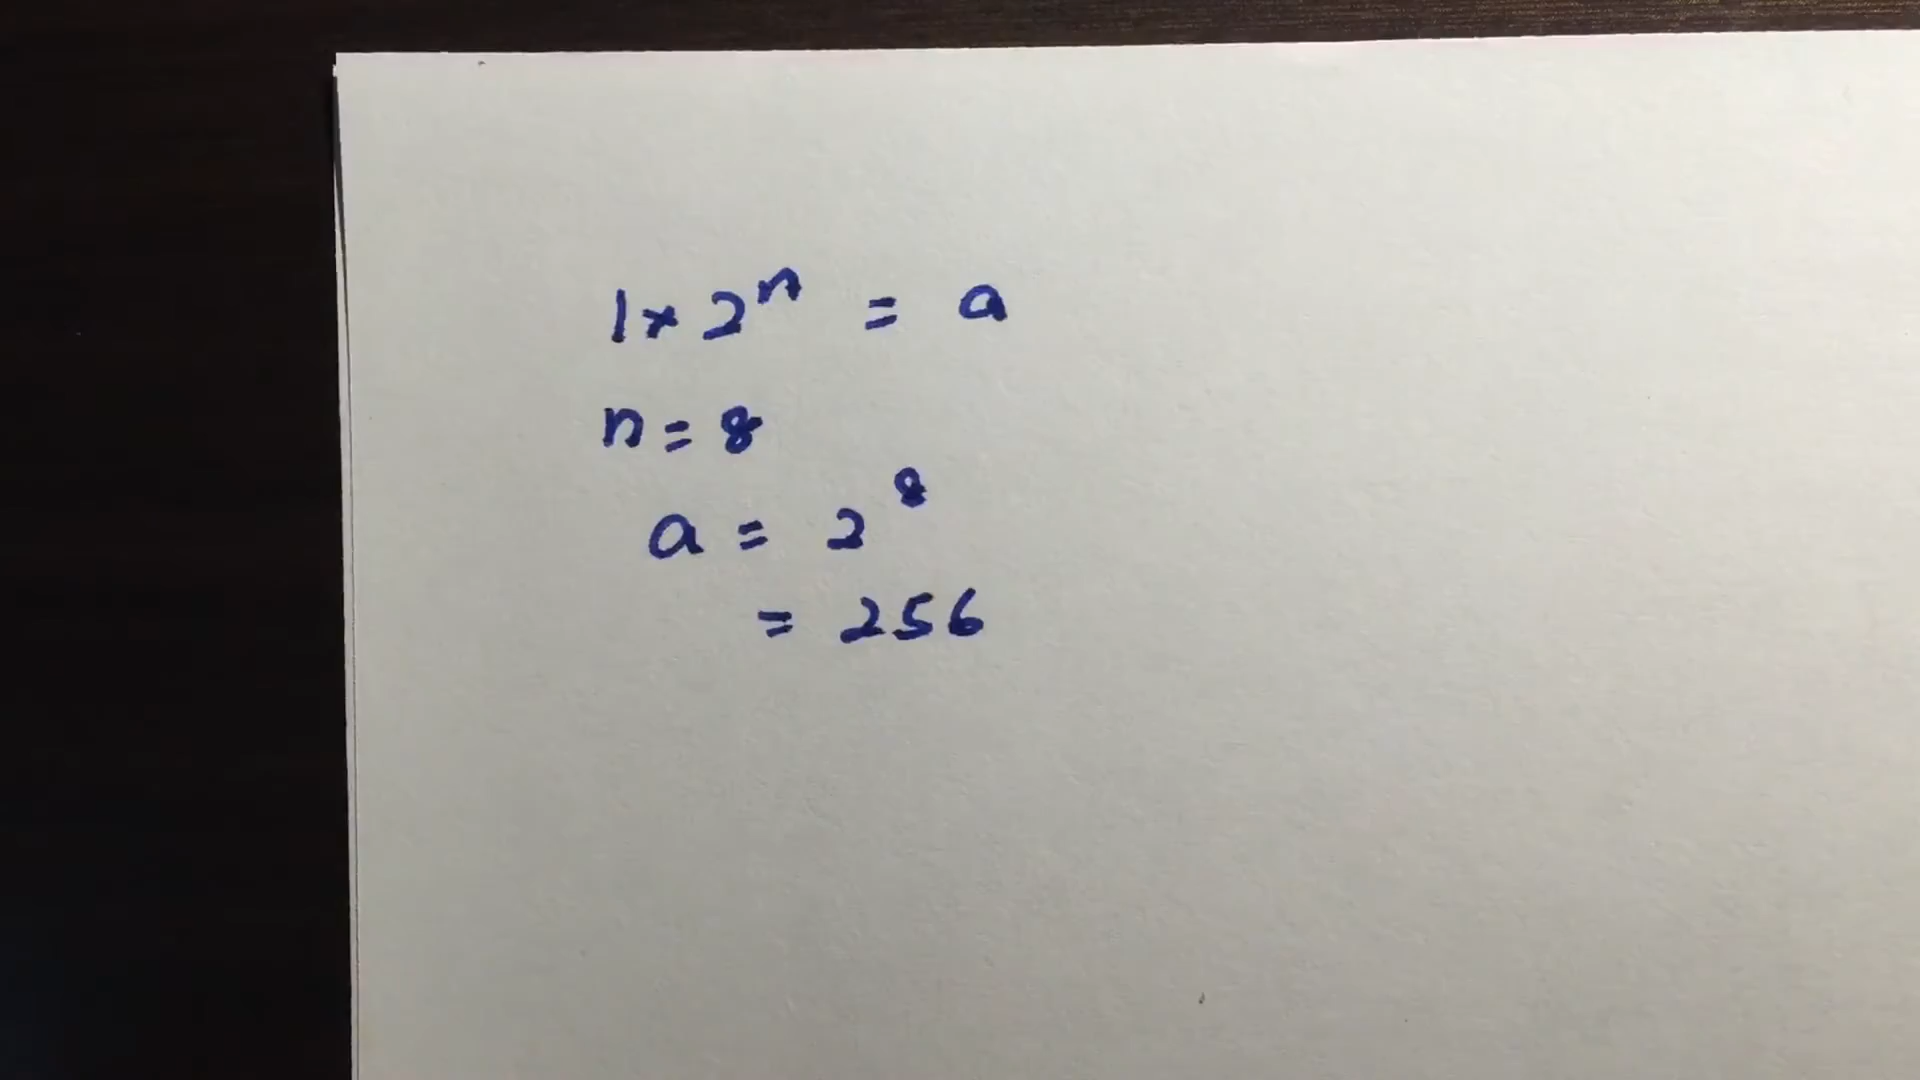 1 × 2ⁿ = a
n = 8
a = 2⁸
= 256